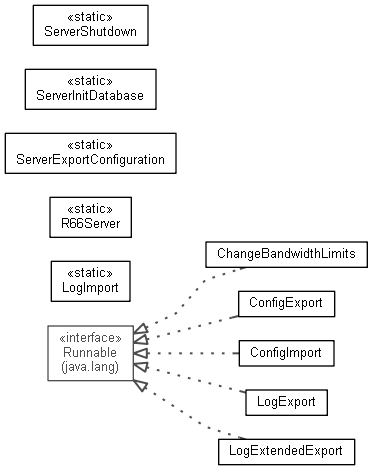 «static»
ServerShutdown
«static»
ServerInitDatabase
«static»
ServerExportConfiguration
«static»
R66Server
«static»
LogImport
ChangeBandwidthLimits
ConfigExport
«interface»
Runnable
(java.lang)
ConfigImport
LogExport
LogExtendedExport